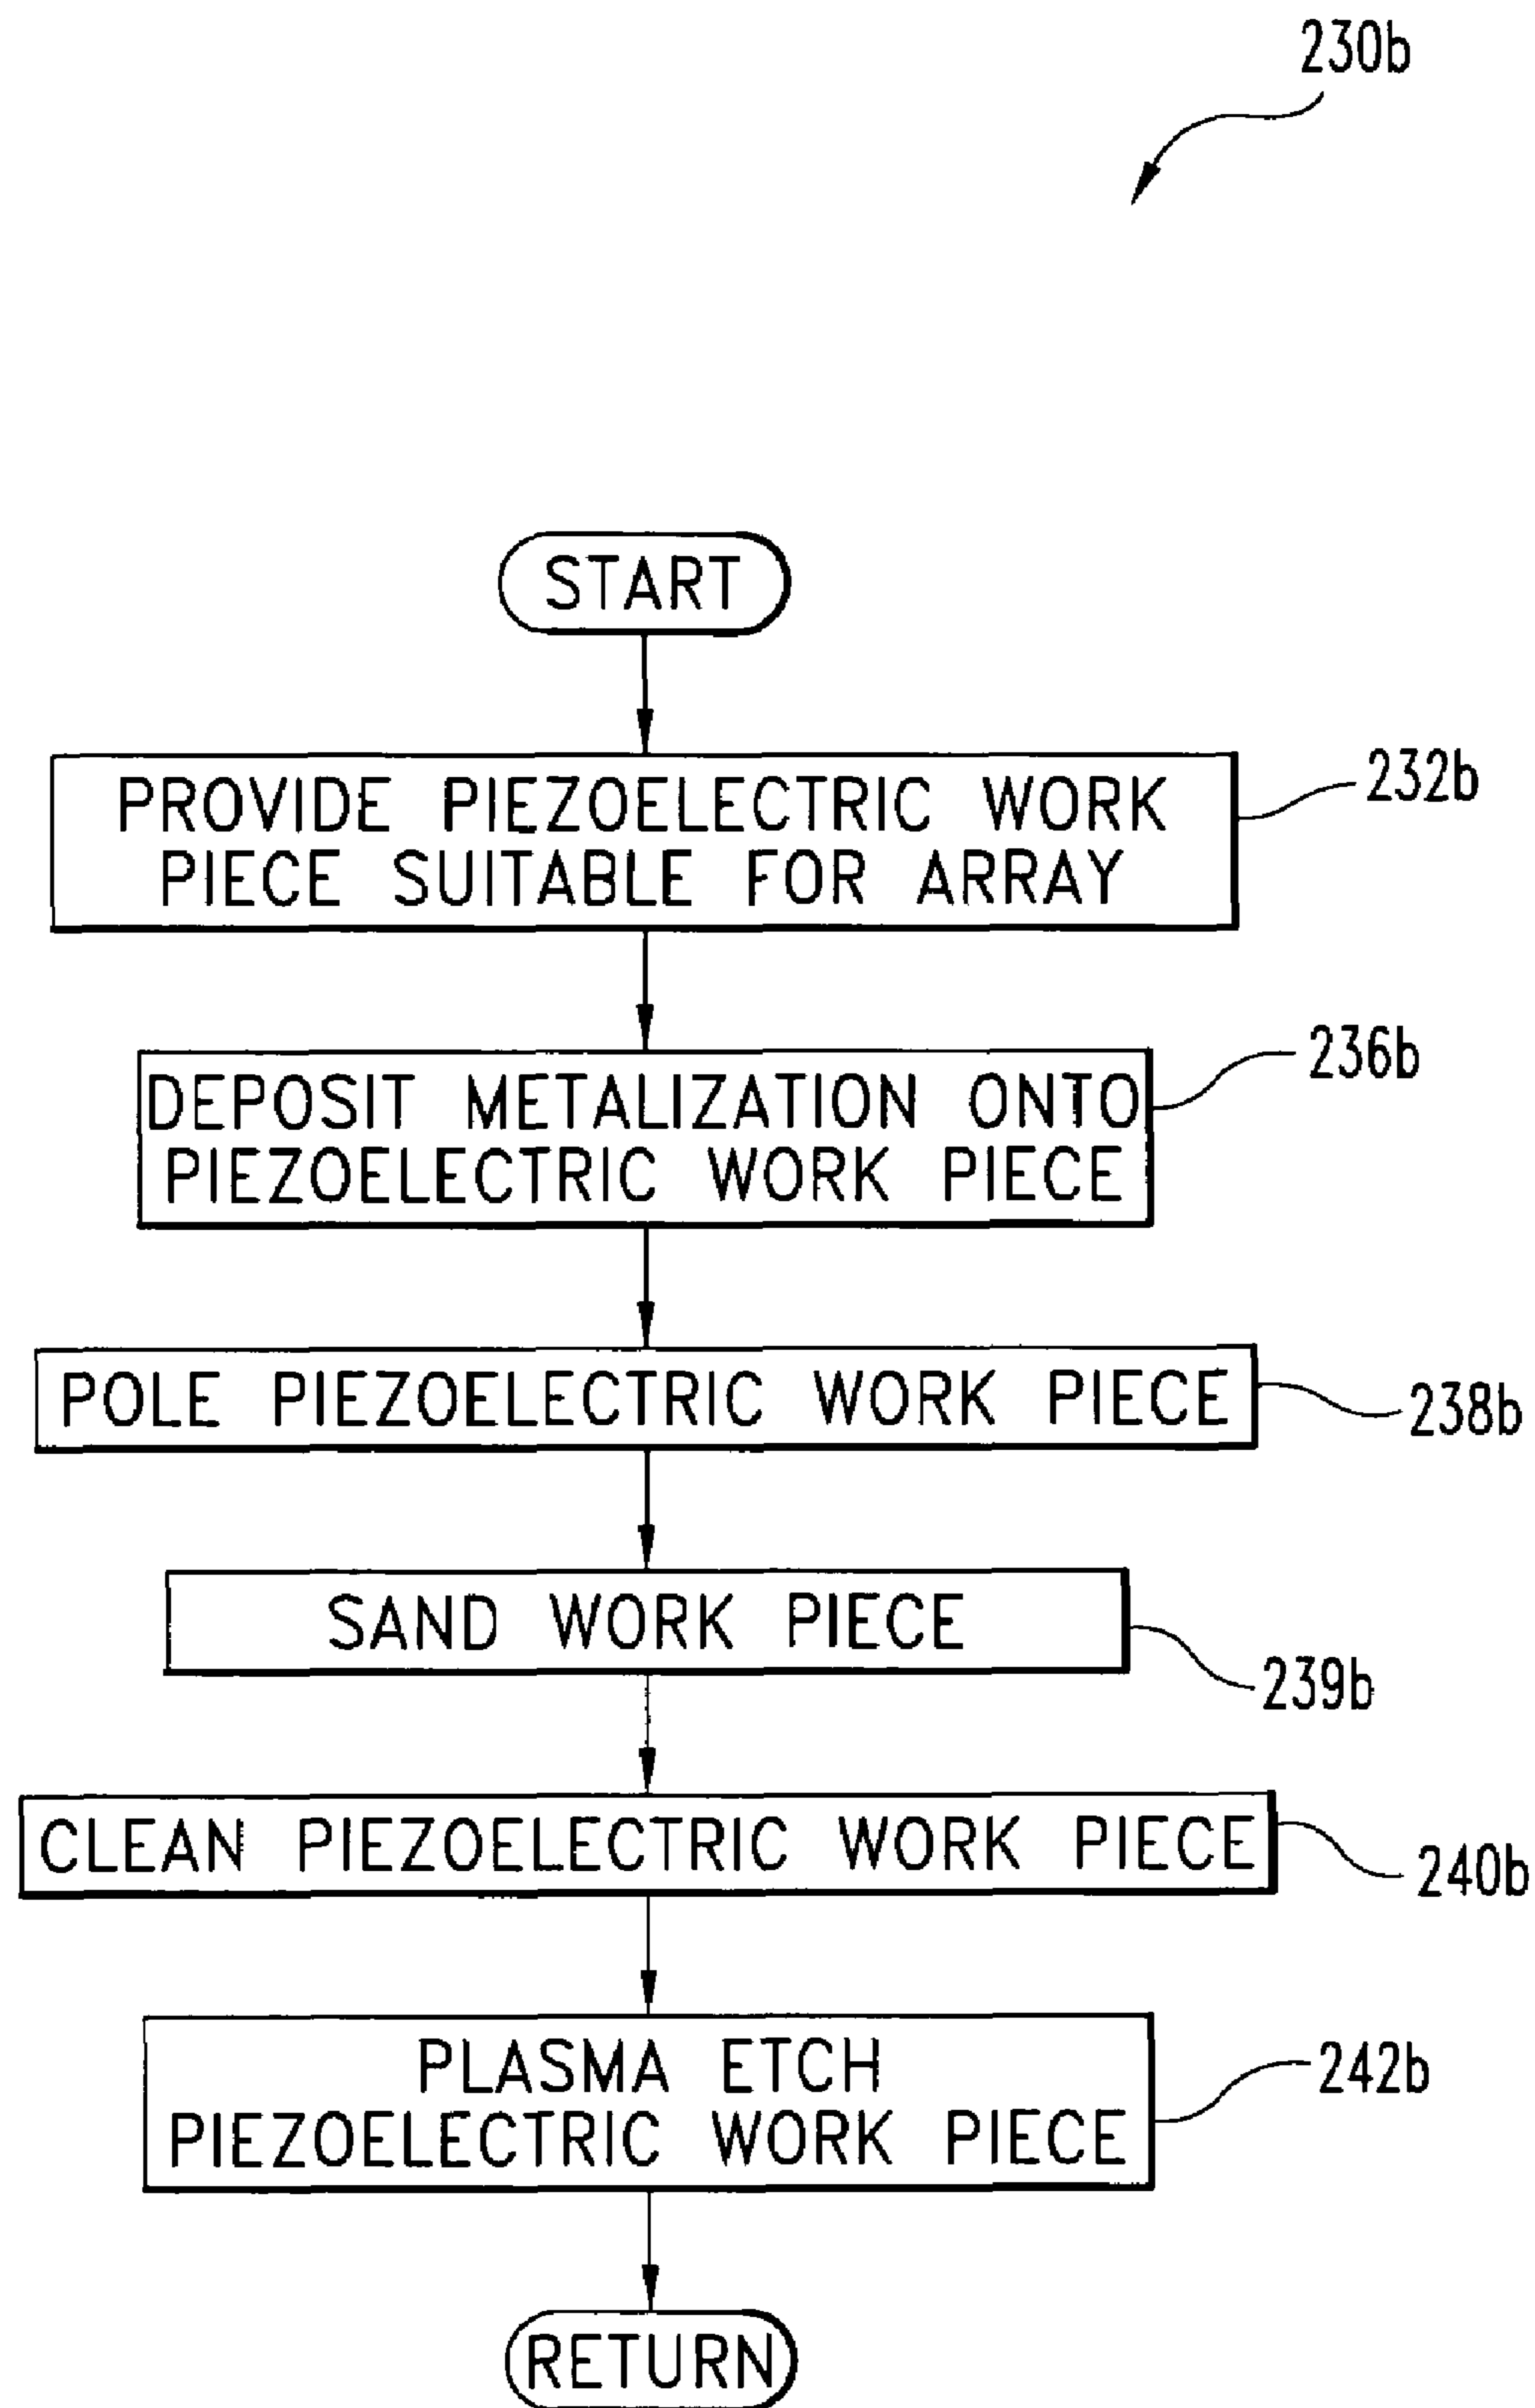 230b
START
PROVIDE PIEZOELECTRIC WORK
PIECE SUITABLE FOR ARRAY
232b
DEPOSIT METALIZATION ONTO
PIEZOELECTRIC WORK PIECE
236b
POLE PIEZOELECTRIC WORK PIECE
238b
SAND WORK PIECE
239b
CLEAN PIEZOELECTRIC WORK PIECE
240b
PLASMA ETCH
PIEZOELECTRIC WORK PIECE
242b
RETURN